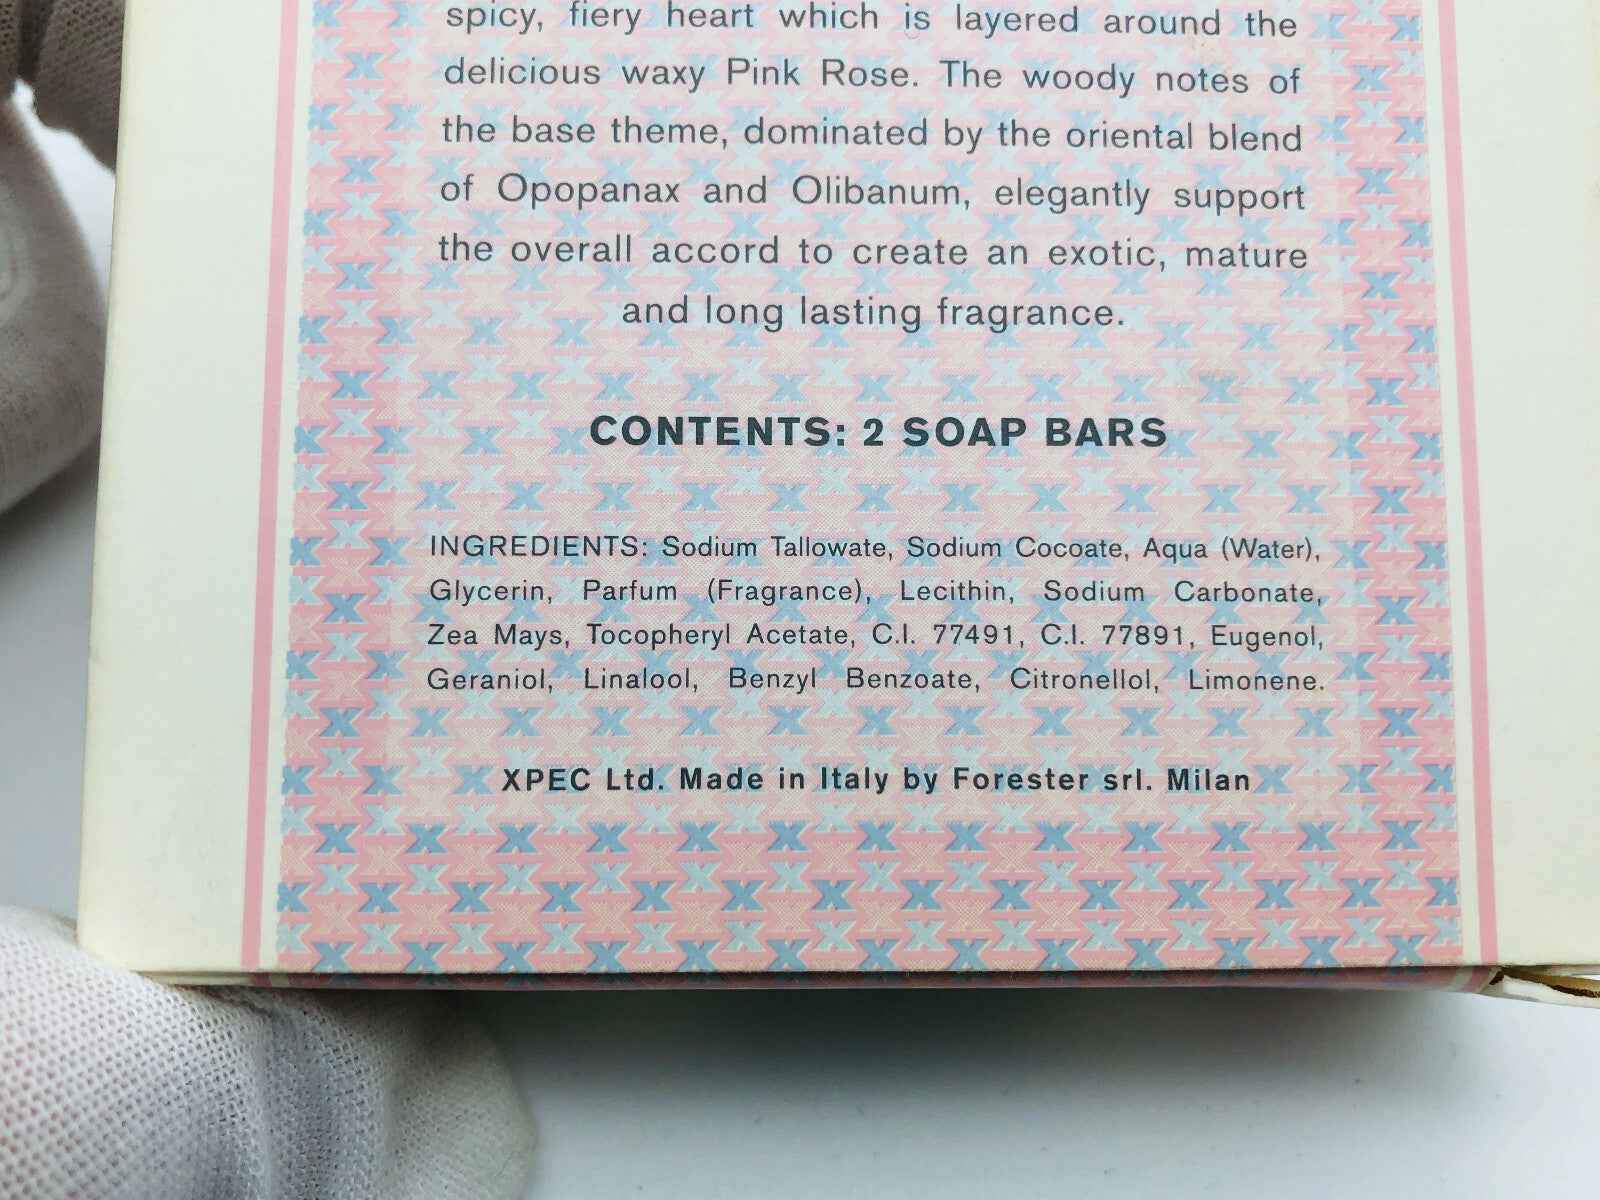 spicy, fiery heart which is layered around the
delicious waxy Pink Rose. The woody notes of
the base theme, dominated by the oriental blend
of Opopanax and Olibanum, elegantly support
the overall accord to create an exotic, mature
and long lasting fragrance.
CONTENTS: 2 SOAP BARS
INGREDIENTS: Sodium Tallowate, Sodium Cocoate, Aqua (Water),
Glycerin, Parfum (Fragrance), Lecithin, Sodium Carbonate,
Zea Mays, Tocopheryl Acetate, C.I. 77491, C.I. 77891, Eugenol,
Geraniol, Linalool, Benzyl Benzoate, Citronellol, Limonene.
XPEC Ltd. Made in Italy by Forester srl. Milan